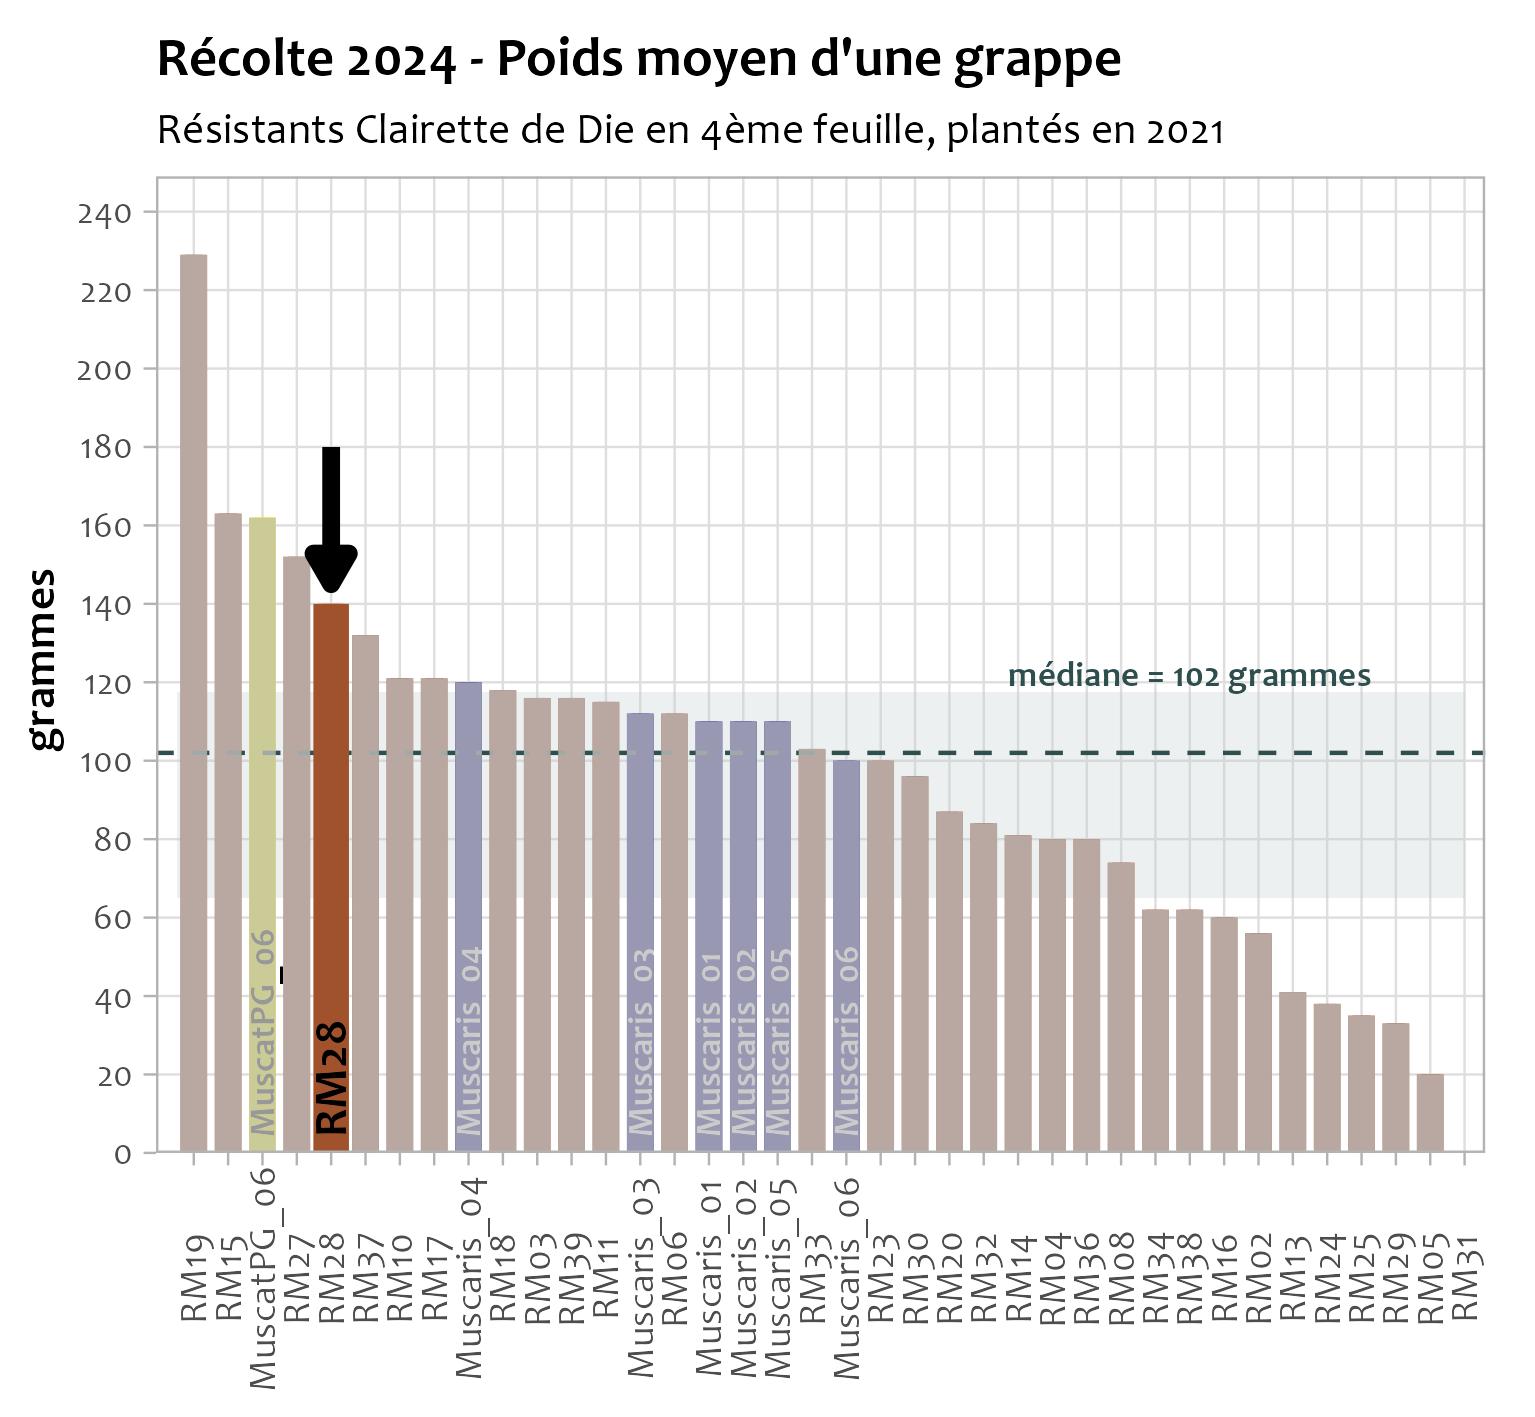 Récolte 2024 - Poids moyen d'une grappe
Résistants Clairette de Die en 4ème feuille, plantés en 2021
grammes
240
220
200
180
160
140
120
100
80
60
40
20
0
médiane = 102 grammes
MuscatPG_06
RM28
Muscaris_04
Muscaris_03
Muscaris_01
Muscaris_02
Muscaris_05
Muscaris_06
RM19
RM15
MuscatPG_06
RM27
RM28
RM37
RM10
RM17
Muscaris_04
RM18
RM03
RM39
RM11
Muscaris_03
RM06
Muscaris_01
Muscaris_02
Muscaris_05
RM33
Muscaris_06
RM23
RM30
RM20
RM32
RM14
RM04
RM36
RM08
RM34
RM38
RM16
RM02
RM13
RM24
RM25
RM29
RM05
RM31